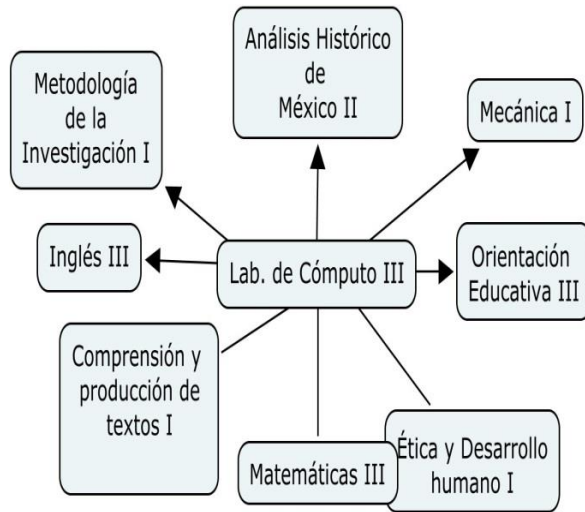 Análisis Histórico
de
México II
Metodología
de la
Investigación I
Mecánica I
Inglés III
Lab. de Cómputo III
Orientación
Educativa III
Comprensión y
producción de
textos I
Matemáticas III
Ética y Desarrollo
humano I